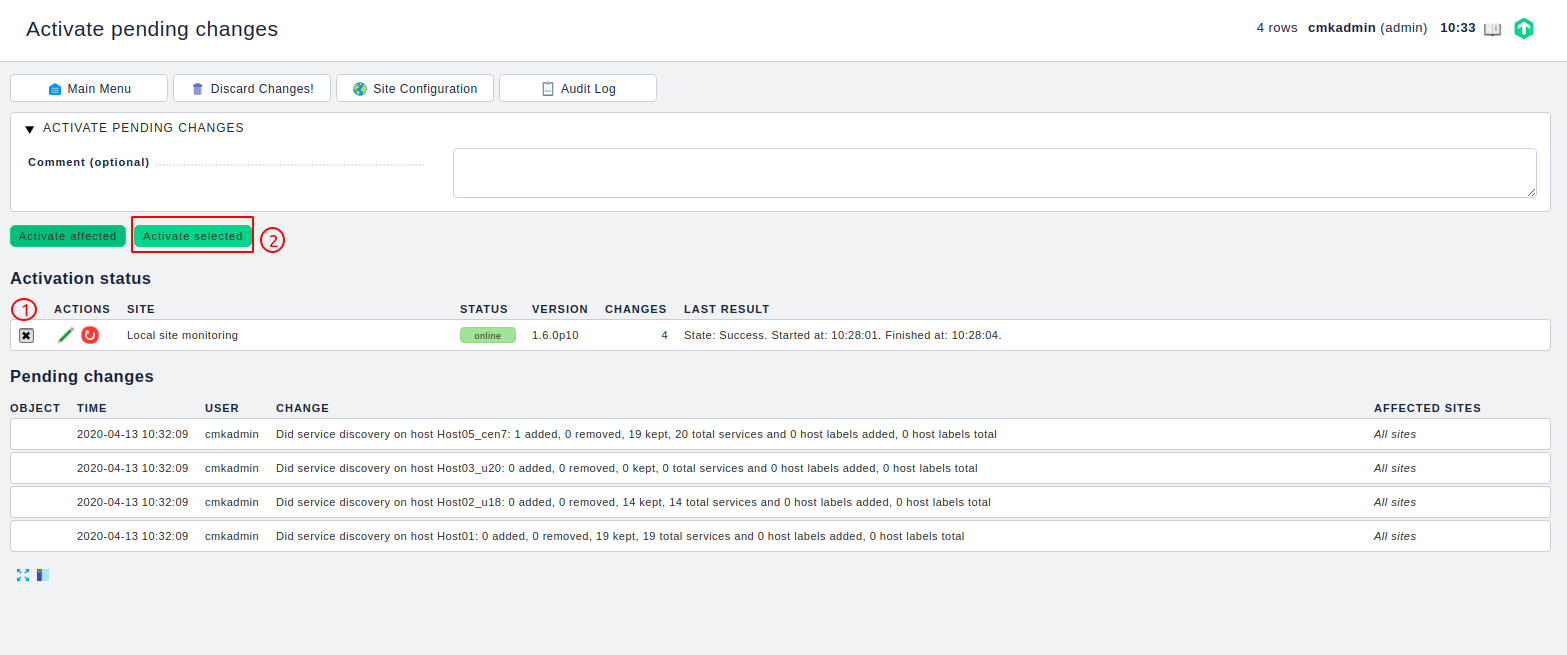 Activate pending changes
4 rows cmkadmin (admin) 10:33
Main Menu Discard Changes! Site Configuration Audit Log
ACTIVATE PENDING CHANGES
Comment (optional)
Activate affected Activate selected 2
Activation status
1 ACTIONS SITE STATUS VERSION CHANGES LAST RESULT
Local site monitoring online 1.6.0p10 4 State: Success. Started at: 10:28:01. Finished at: 10:28:04.
Pending changes
OBJECT TIME USER CHANGE AFFECTED SITES
2020-04-13 10:32:09 cmkadmin Did service discovery on host Host05_cen7: 1 added, 0 removed, 19 kept, 20 total services and 0 host labels added, 0 host labels total All sites
2020-04-13 10:32:09 cmkadmin Did service discovery on host Host03_u20: 0 added, 0 removed, 0 kept, 0 total services and 0 host labels added, 0 host labels total All sites
2020-04-13 10:32:09 cmkadmin Did service discovery on host Host02_u18: 0 added, 0 removed, 14 kept, 14 total services and 0 host labels added, 0 host labels total All sites
2020-04-13 10:32:09 cmkadmin Did service discovery on host Host01: 0 added, 0 removed, 19 kept, 19 total services and 0 host labels added, 0 host labels total All sites